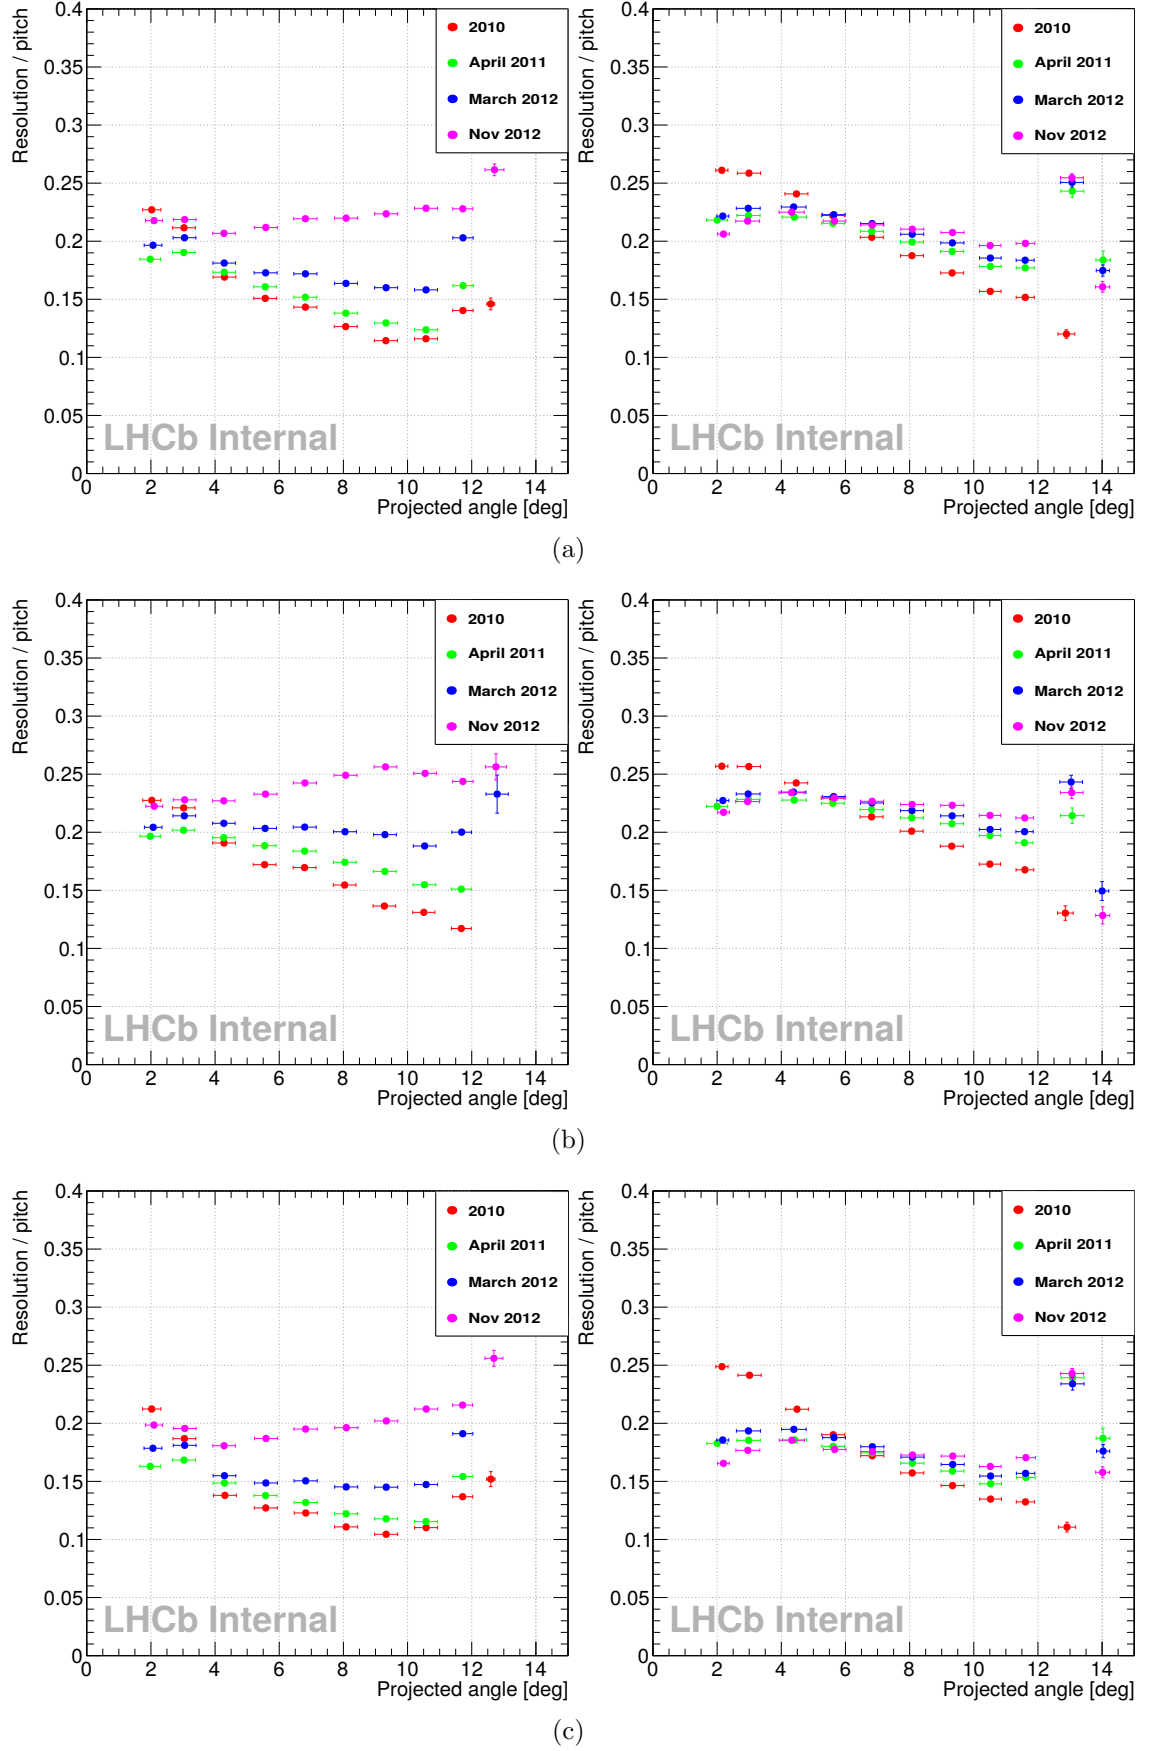 Resolution / pitch
0.4
0.35
0.3
0.25
0.2
0.15
0.1
0.05
0
2010
April 2011
March 2012
Nov 2012
LHCb Internal
0 2 4 6 8 10 12 14
Projected angle [deg]
Resolution / pitch
0.4
0.35
0.3
0.25
0.2
0.15
0.1
0.05
0
2010
April 2011
March 2012
Nov 2012
LHCb Internal
0 2 4 6 8 10 12 14
Projected angle [deg]
(a)
Resolution / pitch
0.4
0.35
0.3
0.25
0.2
0.15
0.1
0.05
0
2010
April 2011
March 2012
Nov 2012
LHCb Internal
0 2 4 6 8 10 12 14
Projected angle [deg]
Resolution / pitch
0.4
0.35
0.3
0.25
0.2
0.15
0.1
0.05
0
2010
April 2011
March 2012
Nov 2012
LHCb Internal
0 2 4 6 8 10 12 14
Projected angle [deg]
(b)
Resolution / pitch
0.4
0.35
0.3
0.25
0.2
0.15
0.1
0.05
0
2010
April 2011
March 2012
Nov 2012
LHCb Internal
0 2 4 6 8 10 12 14
Projected angle [deg]
Resolution / pitch
0.4
0.35
0.3
0.25
0.2
0.15
0.1
0.05
0
2010
April 2011
March 2012
Nov 2012
LHCb Internal
0 2 4 6 8 10 12 14
Projected angle [deg]
(c)